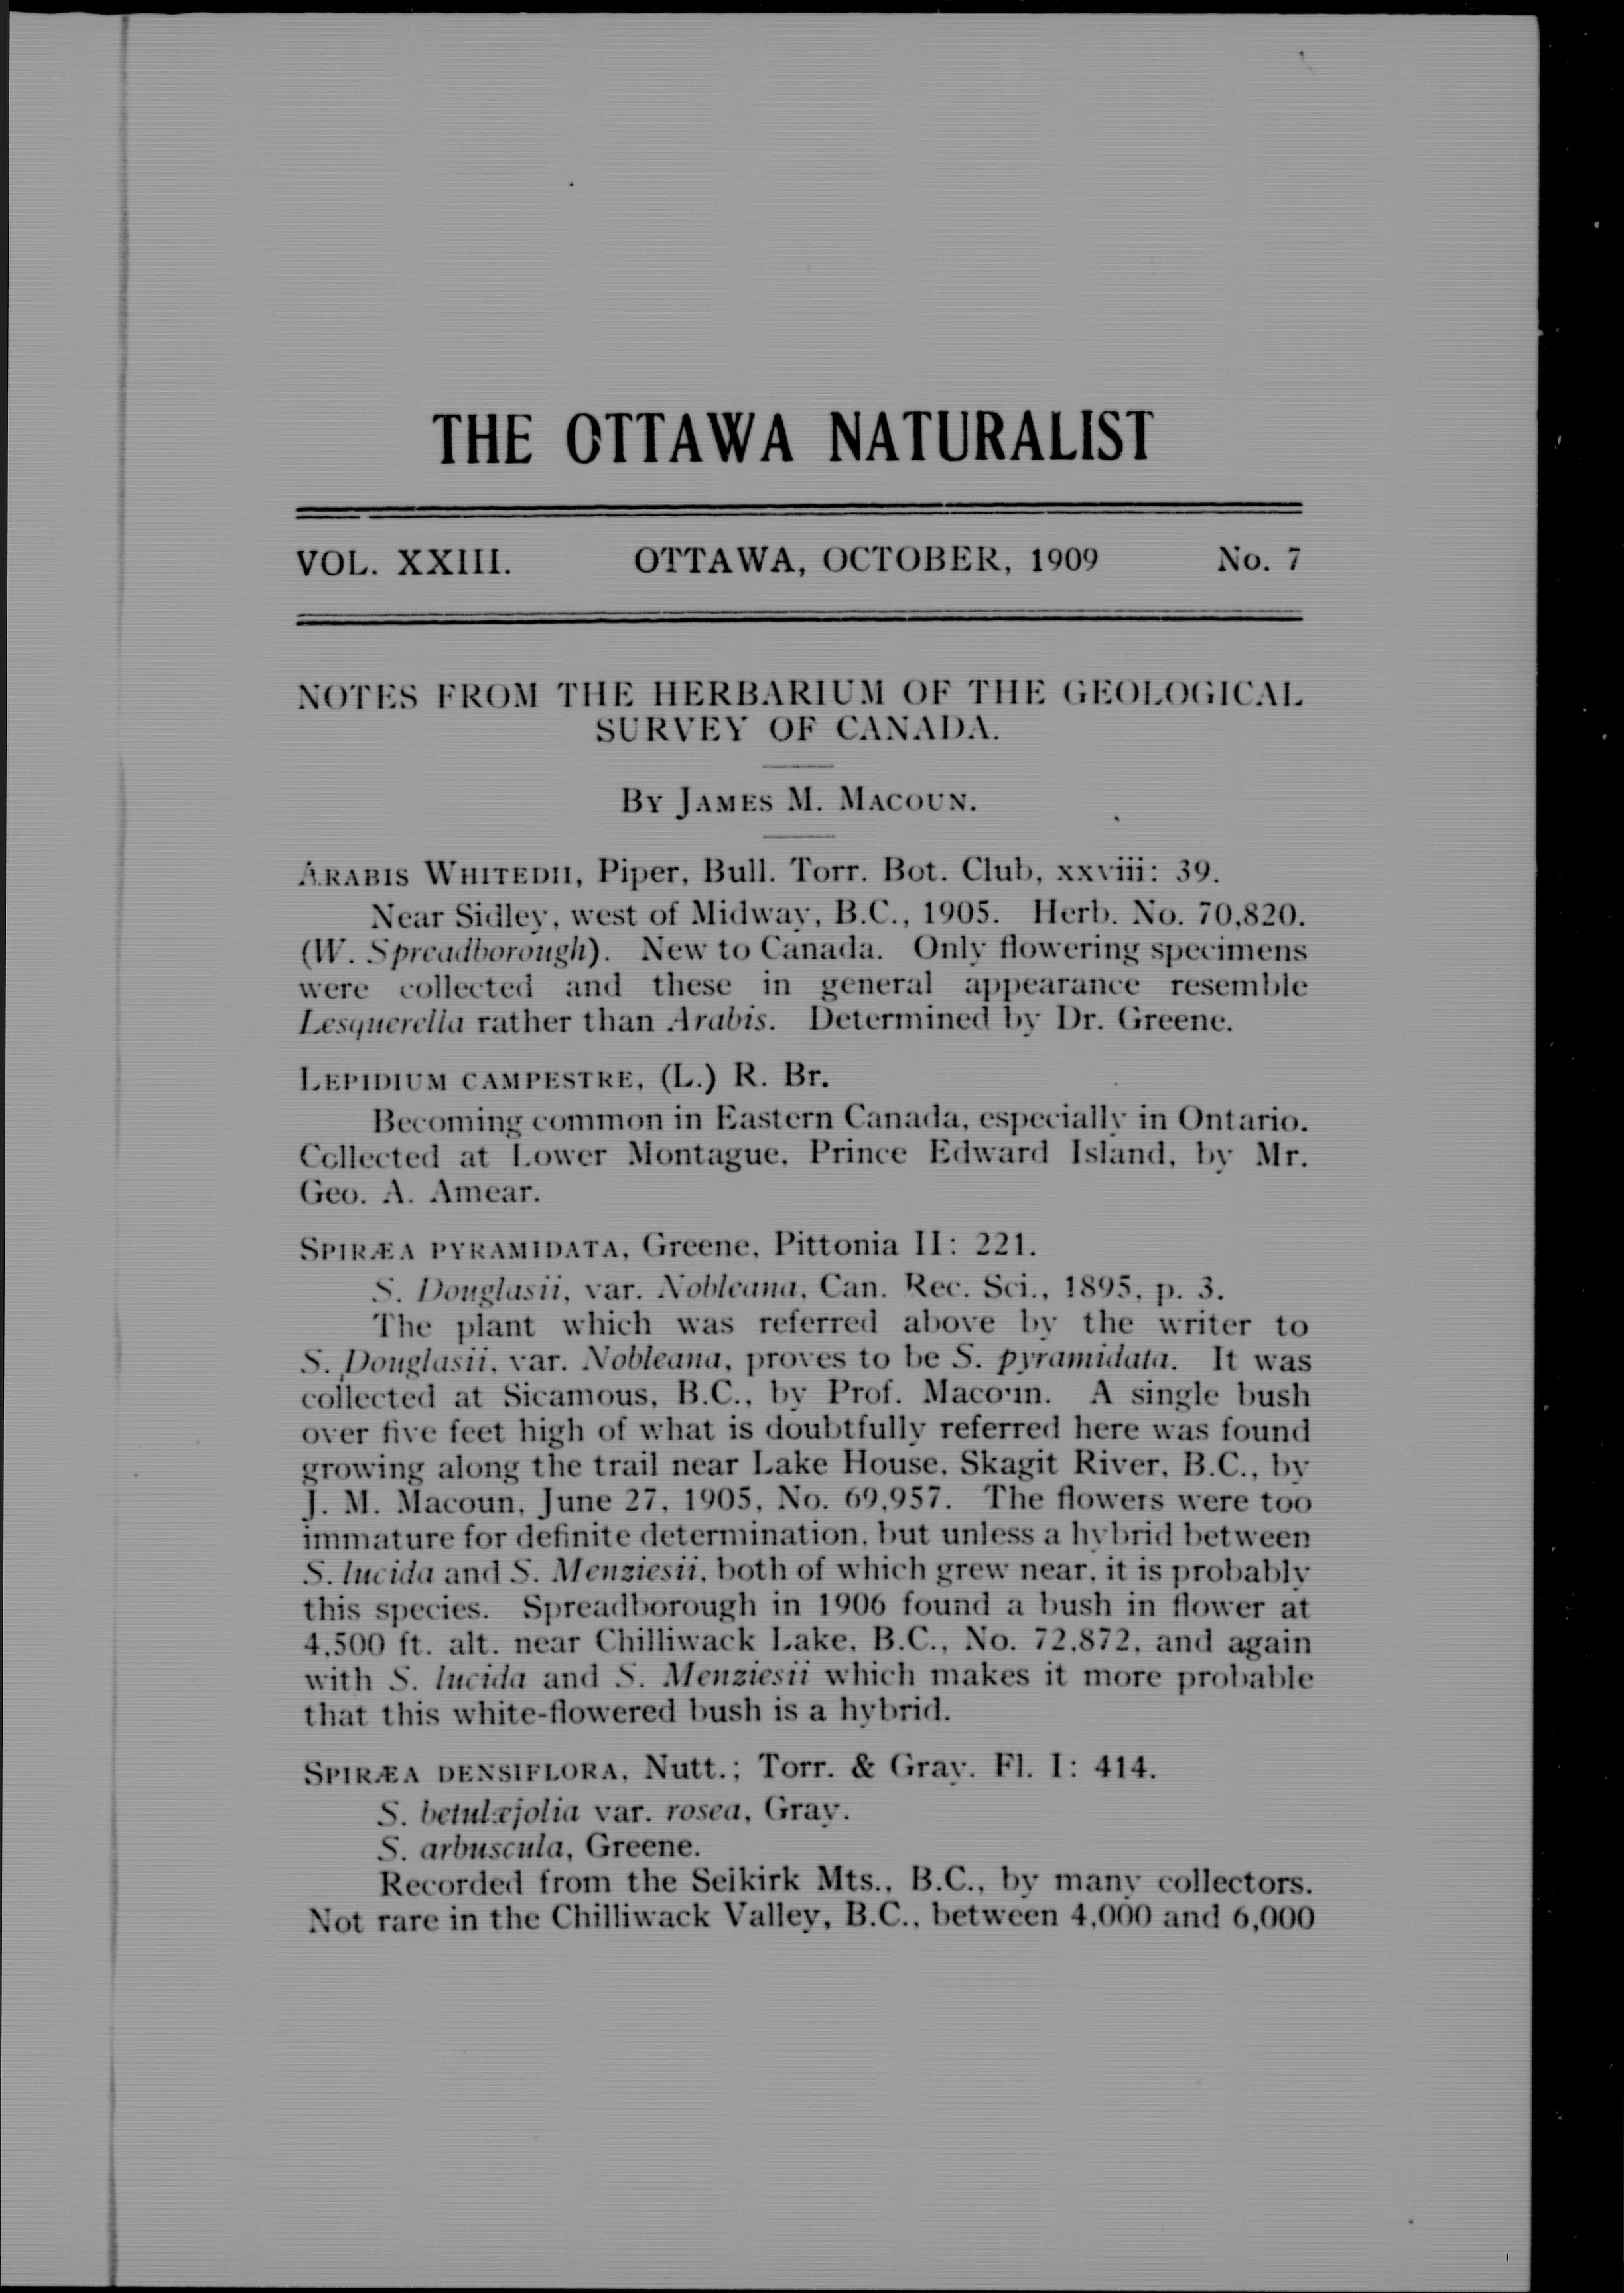 THE OTTAWA NATURALIST
VOL. XXIII. OTTAWA, OCTOBER, 1909 No. 7
NOTES FROM THE HERBARIUM OF THE GEOLOGICAL
SURVEY OF CANADA.
By James M. Macoun.
Arabis Whitedii, Piper, Bull. Torr. Bot. Club, xxviii: 39.
Near Sidley, west of Midway, B.C., 1905. Herb. No. 70,820.
(W. Spreadborough). New to Canada. Only flowering specimens
were collected and these in general appearance resemble
Lesquerella rather than Arabis. Determined by Dr. Greene.
Lepidium campestre, (L.) R. Br.
Becoming common in Eastern Canada, especially in Ontario.
Collected at Lower Montague, Prince Edward Island, by Mr.
Geo. A. Amear.
Spiræa pyramidata, Greene, Pittonia II: 221.
S. Douglasii, var. Nobleana, Can. Rec. Sci., 1895, p. 3.
The plant which was referred above by the writer to
S. Douglasii, var. Nobleana, proves to be S. pyramidata. It was
collected at Sicamous, B.C., by Prof. Macoun. A single bush
over five feet high of what is doubtfully referred here was found
growing along the trail near Lake House, Skagit River, B.C., by
J. M. Macoun, June 27, 1905, No. 69,957. The flowers were too
immature for definite determination, but unless a hybrid between
S. lucida and S. Menziesii, both of which grew near, it is probably
this species. Spreadborough in 1906 found a bush in flower at
4,500 ft. alt. near Chilliwack Lake, B.C., No. 72,872, and again
with S. lucida and S. Menziesii which makes it more probable
that this white-flowered bush is a hybrid.
Spiræa densiflora, Nutt.; Torr. & Gray. Fl. I: 414.
S. betulæfolia var. rosea, Gray.
S. arbuscula, Greene.
Recorded from the Selkirk Mts., B.C., by many collectors.
Not rare in the Chilliwack Valley, B.C., between 4,000 and 6,000